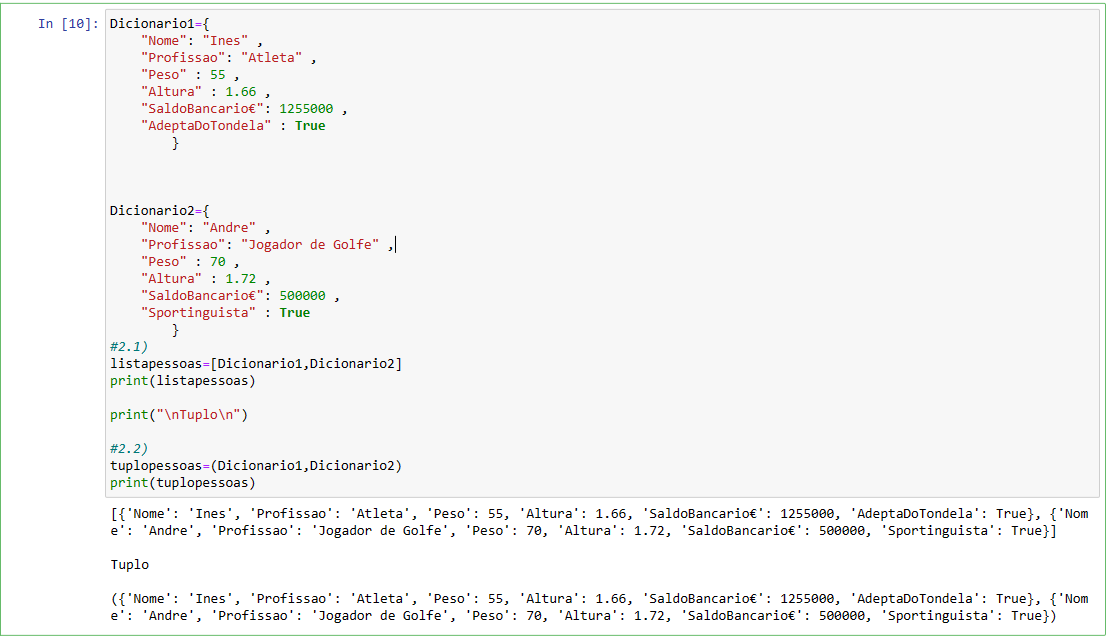 In [10]: Dicionario1={
"Nome": "Ines" ,
"Profissao": "Atleta" ,
"Peso" : 55 ,
"Altura" : 1.66 ,
"SaldoBancario€": 1255000 ,
"AdeptaDoTondela" : True
}
Dicionario2={
"Nome": "Andre" ,
"Profissao": "Jogador de Golfe" ,
"Peso" : 70 ,
"Altura" : 1.72 ,
"SaldoBancario€": 500000 ,
"Sportinguista" : True
}
#2.1)
listapessoas=[Dicionario1,Dicionario2]
print(listapessoas)
print("\nTuplo\n")
#2.2)
tuplopessoas=(Dicionario1,Dicionario2)
print(tuplopessoas)
[{'Nome': 'Ines', 'Profissao': 'Atleta', 'Peso': 55, 'Altura': 1.66, 'SaldoBancario€': 1255000, 'AdeptaDoTondela': True}, {'Nom
e': 'Andre', 'Profissao': 'Jogador de Golfe', 'Peso': 70, 'Altura': 1.72, 'SaldoBancario€': 500000, 'Sportinguista': True}]
Tuplo
({'Nome': 'Ines', 'Profissao': 'Atleta', 'Peso': 55, 'Altura': 1.66, 'SaldoBancario€': 1255000, 'AdeptaDoTondela': True}, {'Nom
e': 'Andre', 'Profissao': 'Jogador de Golfe', 'Peso': 70, 'Altura': 1.72, 'SaldoBancario€': 500000, 'Sportinguista': True})